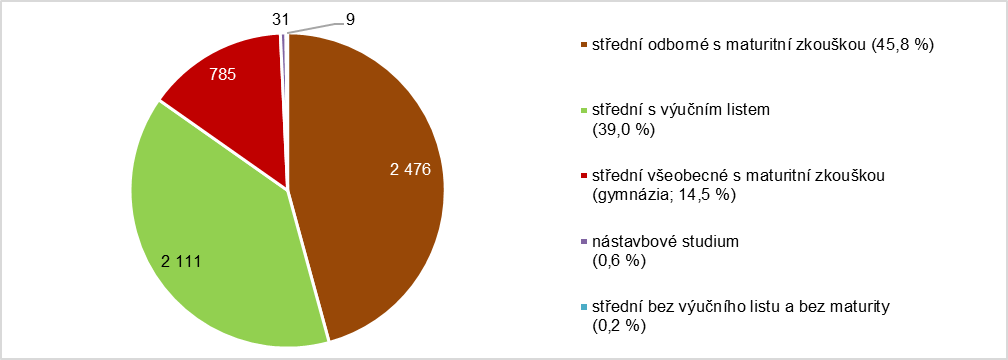 31
9
785
2 476
2 111
střední odborné s maturitní zkouškou (45,8 %)
střední s výučním listem
(39,0 %)
střední všeobecné s maturitní zkouškou
(gymnázia; 14,5 %)
nástavbové studium
(0,6 %)
střední bez výučního listu a bez maturity
(0,2 %)